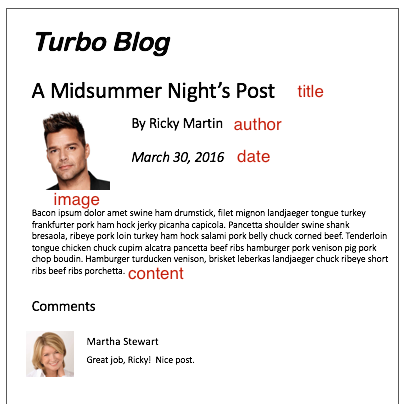 Turbo Blog
A Midsummer Night's Post title
By Ricky Martin author
March 30, 2016 date
image
Bacon ipsum dolor amet swine ham drumstick, filet mignon landjaeger tongue turkey
frankfurter pork ham hock jerky picanha capicola. Pancetta shoulder swine shank
bresaola, ribeye pork loin turkey ham hock salami pork belly chuck corned beef. Tenderloin
tongue chicken chuck cupim alcatra pancetta beef ribs hamburger pork venison pig pork
chop boudin. Hamburger turducken venison, brisket leberkas landjaeger chuck ribeye short
ribs beef ribs porchetta. content
Comments
Martha Stewart
Great job, Ricky! Nice post.